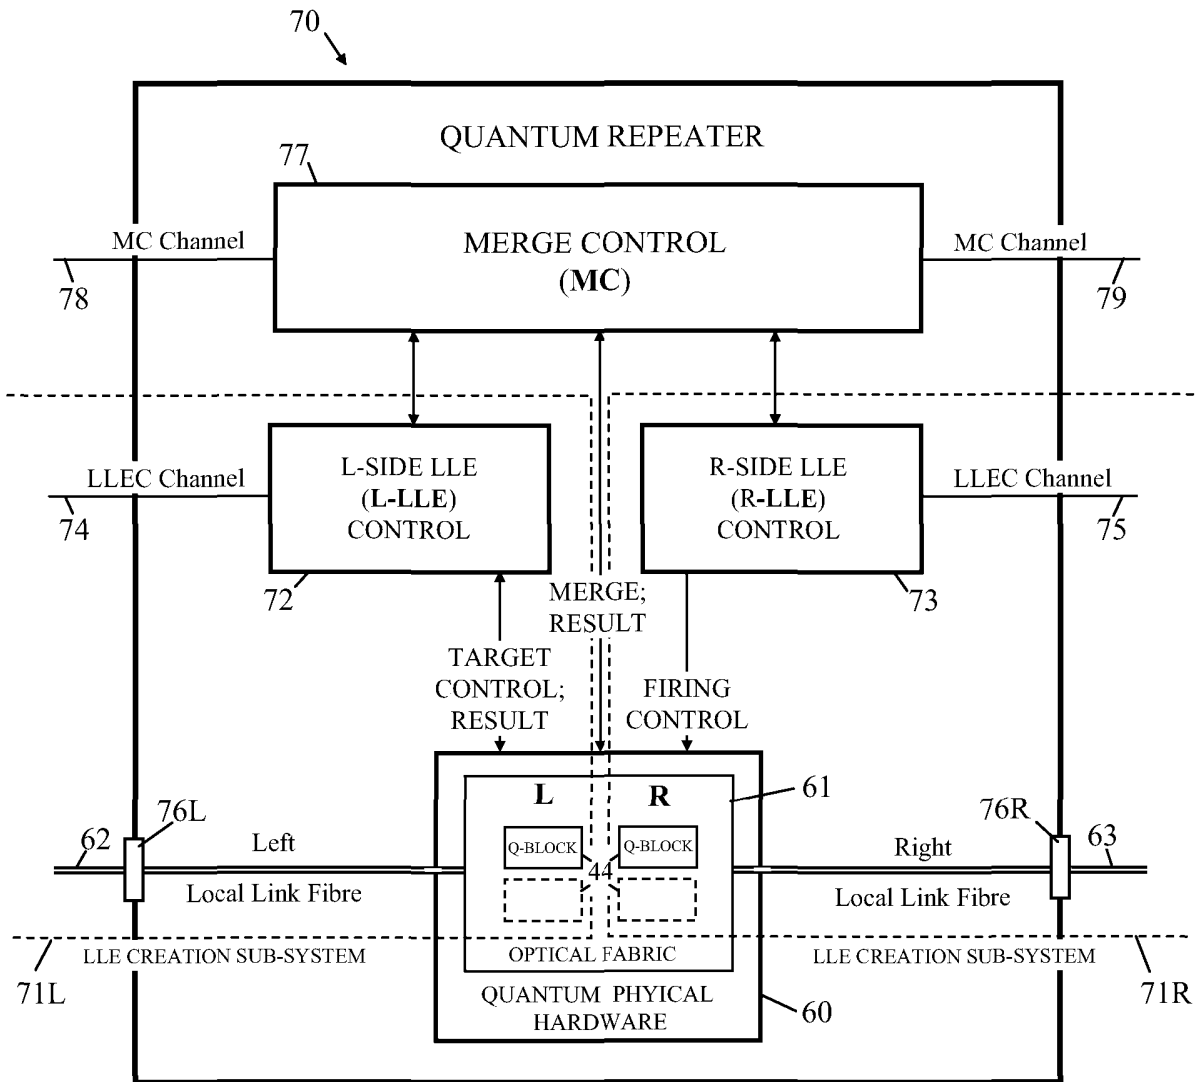 70
QUANTUM REPEATER
77
MC Channel
MERGE CONTROL
(MC)
MC Channel
78
79
LLEC Channel
L-SIDE LLE
(L-LLE)
CONTROL
R-SIDE LLE
(R-LLE)
CONTROL
LLEC Channel
74
75
72
73
MERGE;
RESULT
TARGET
CONTROL;
RESULT
FIRING
CONTROL
61
L
R
76L
76R
62
63
Left
Right
Q-BLOCK
Q-BLOCK
44
Local Link Fibre
Local Link Fibre
LLE CREATION SUB-SYSTEM
OPTICAL FABRIC
LLE CREATION SUB-SYSTEM
71L
71R
QUANTUM PHYICAL
HARDWARE
60